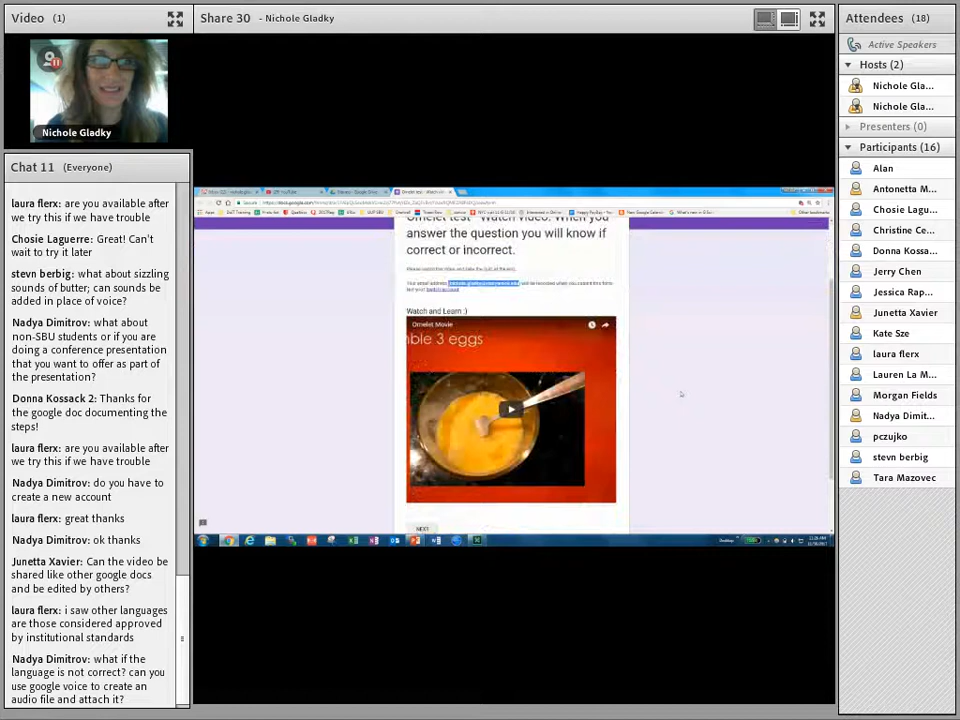 Video (1)
Nichole Gladky
Chat 11 (Everyone)
laura flerx: are you available after
we try this if we have trouble
Chosie Laguerre: Great! Can't
wait to try it later
stevn berbig: what about sizzling
sounds of butter; can sounds be
added in place of voice?
Nadya Dimitrov: what about
non-SBU students or if you are
doing a conference presentation
that you want to offer as part of
the presentation?
Donna Kossack 2: Thanks for
the google doc documenting the
steps!
laura flerx: are you available after
we try this if we have trouble
Nadya Dimitrov: do you have to
create a new account
laura flerx: great thanks
Nadya Dimitrov: ok thanks
Junetta Xavier: Can the video be
shared like other google docs
and be edited by others?
laura flerx: i saw other languages
are those considered approved
by institutional standards
Nadya Dimitrov: what if the
language is not correct? can you
use google voice to create an
audio file and attach it?
Share 30 - Nichole Gladky
Omelet test - Watch Video. When you
answer the question you will know if
correct or incorrect.
Watch and Learn :)
Omelet Movie
ble 3 eggs
NEXT
Attendees (18)
Active Speakers
Hosts (2)
Nichole Gla...
Nichole Gla...
Presenters (0)
Participants (16)
Alan
Antonetta M...
Chosie Lagu...
Christine Ce...
Donna Kossa...
Jerry Chen
Jessica Rap...
Junetta Xavier
Kate Sze
laura flerx
Lauren La M...
Morgan Fields
Nadya Dimit...
pczujko
stevn berbig
Tara Mazovec